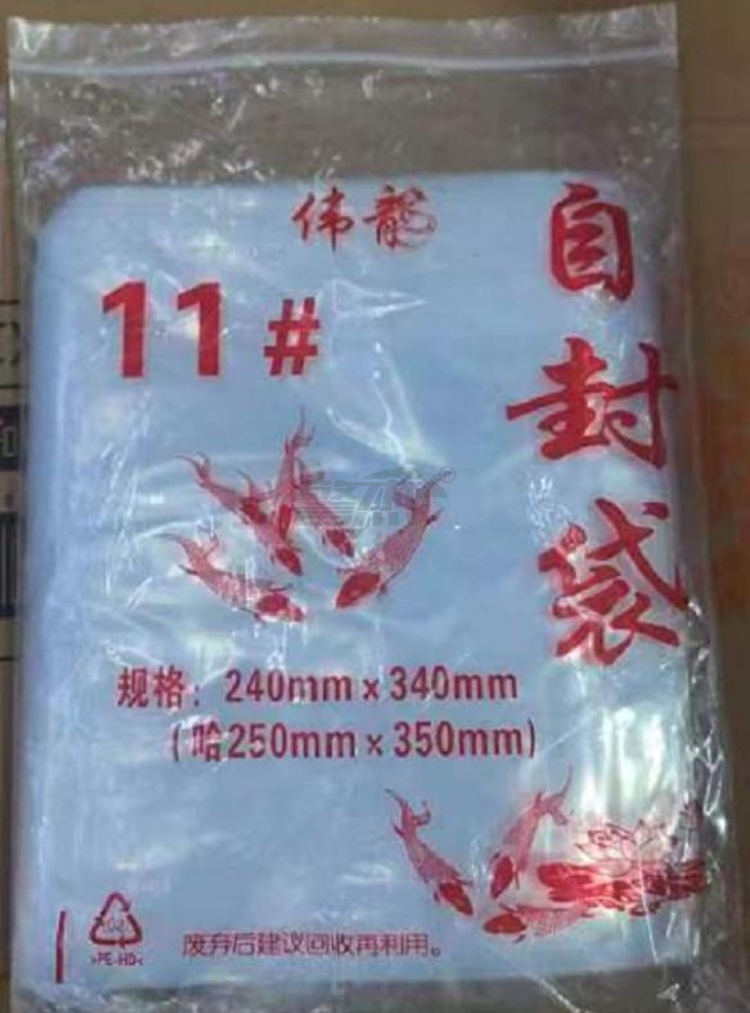 伟龍
自封袋
11#
规格：240mm×340mm
(哈250mm×350mm)
>PE-HD<
废弃后建议回收再利用。